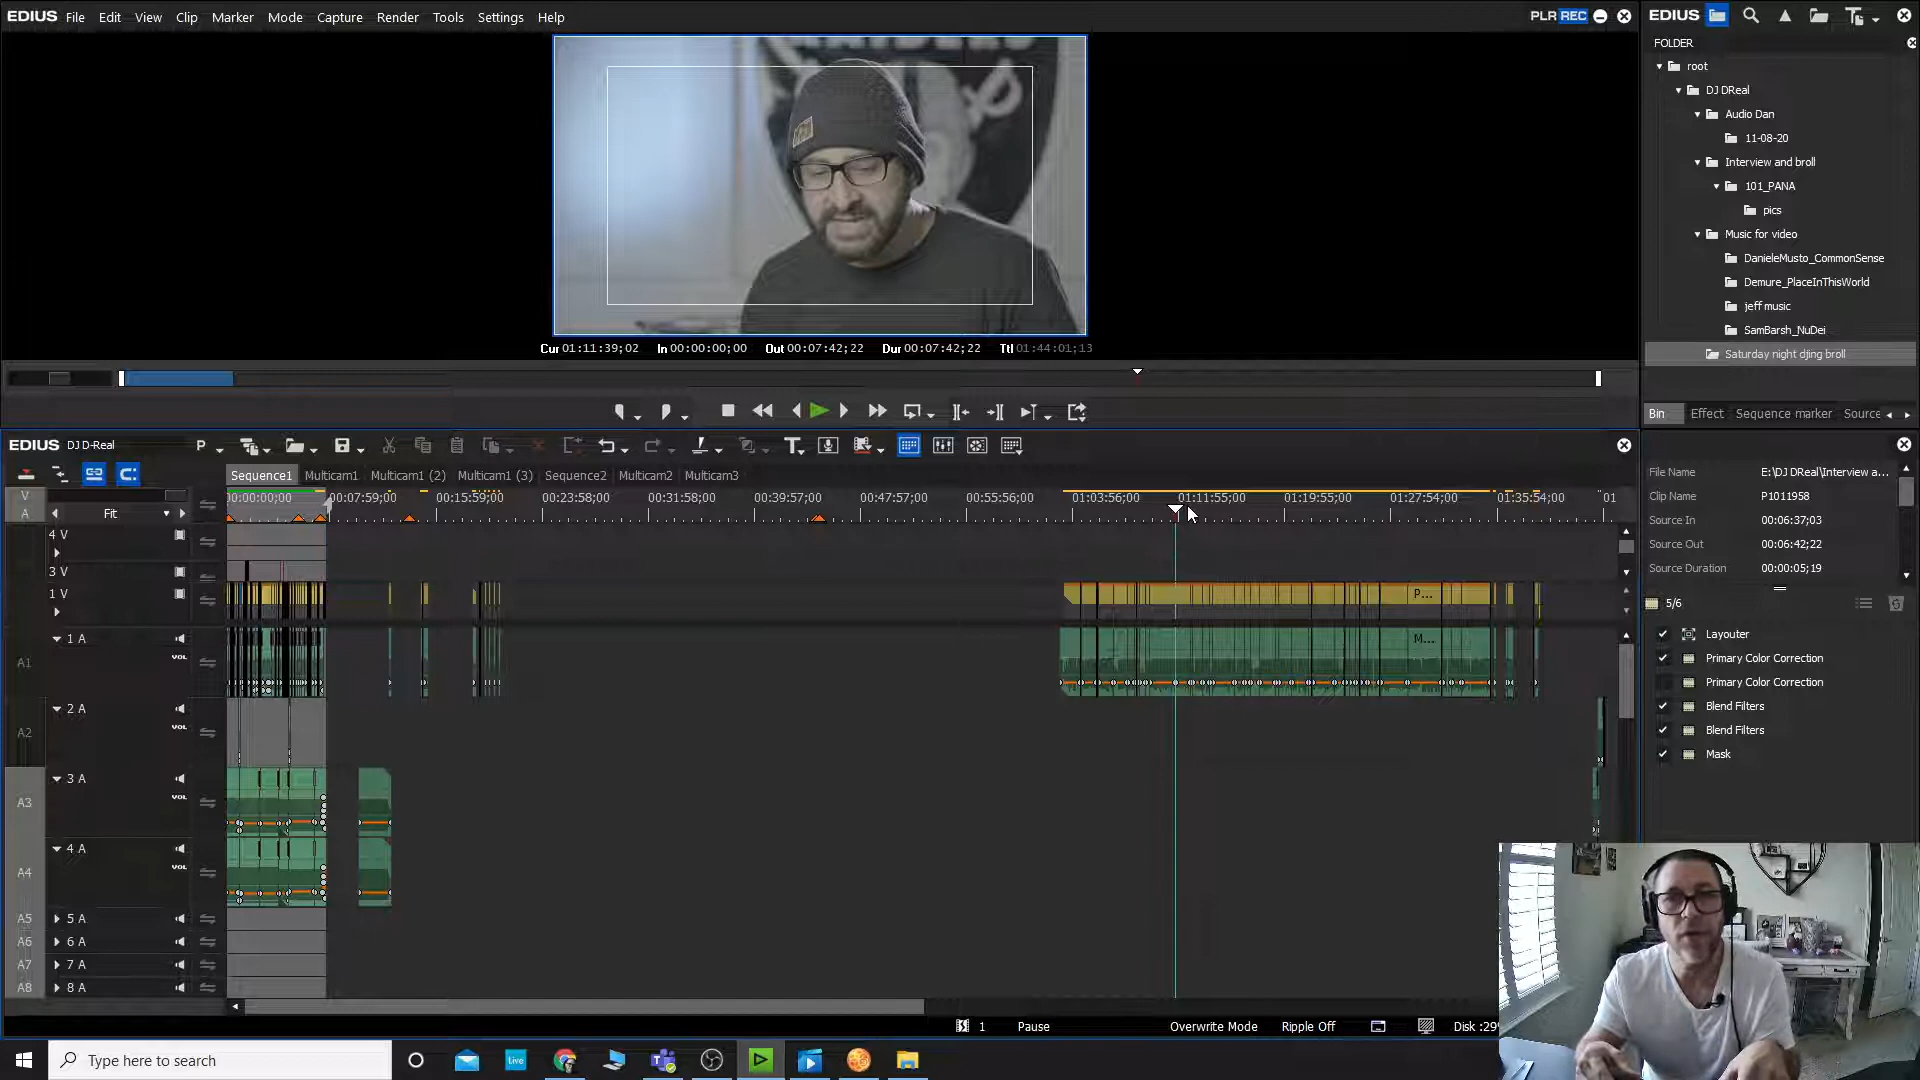 EDIUS File Edit View Clip Marker Mode Capture Render Tools Settings Help PLR REC
Cur 01:11:39;02 In 00:00:00;00 Out 00:07:42;22 Dur 00:07:42;22 Ttl 01:44:01;13
EDIUS
FOLDER
root
DJ DReal
Audio Dan
11-08-20
Interview and broll
101_PANA
pics
Music for video
DanieleMusto_CommonSense
Demure_PlaceInThisWorld
jeff music
SamBarsh_NuDei
Saturday night djing broll
Bin Effect Sequence marker Source
EDIUS DJ D-Real P
Sequence1 Multicam1 Multicam1 (2) Multicam1 (3) Sequence2 Multicam2 Multicam3
V
A Fit
00:00:00;00 00:07:59;00 00:15:59;00 00:23:58;00 00:31:58;00 00:39:57;00 00:47:57;00 00:55:56;00 01:03:56;00 01:11:55;00 01:19:55;00 01:27:54;00 01:35:54;00 01
4 V
3 V
1 V P...
1 A M...
A1 VOL
2 A
A2 VOL
3 A
A3 VOL
4 A
A4 VOL
A5 5 A
A6 6 A
A7 7 A
A8 8 A
File Name E:\DJ DReal\Interview a...
Clip Name P1011958
Source In 00:06:37;03
Source Out 00:06:42;22
Source Duration 00:00:05;19
5/6
Layouter
Primary Color Correction
Primary Color Correction
Blend Filters
Blend Filters
Mask
1 Pause Overwrite Mode Ripple Off Disk :29
Type here to search
Live